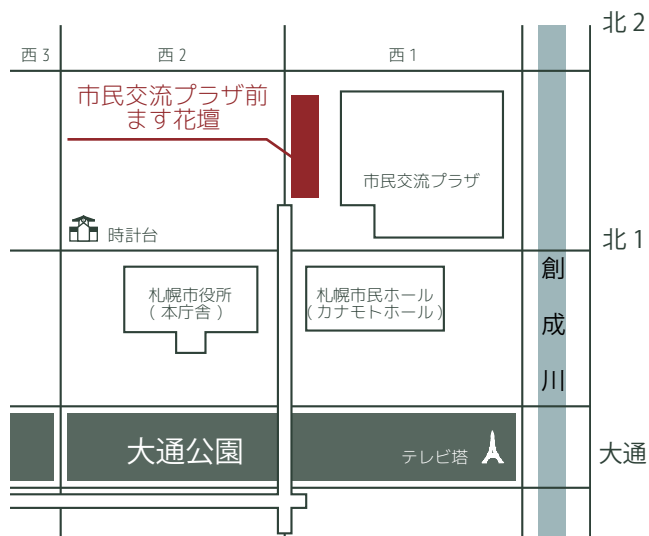 北2
西3
西2
西1
市民交流プラザ前
ます花壇
市民交流プラザ
時計台
北1
創成川
札幌市役所
(本庁舎)
札幌市民ホール
(カナモトホール)
大通公園
テレビ塔
大通